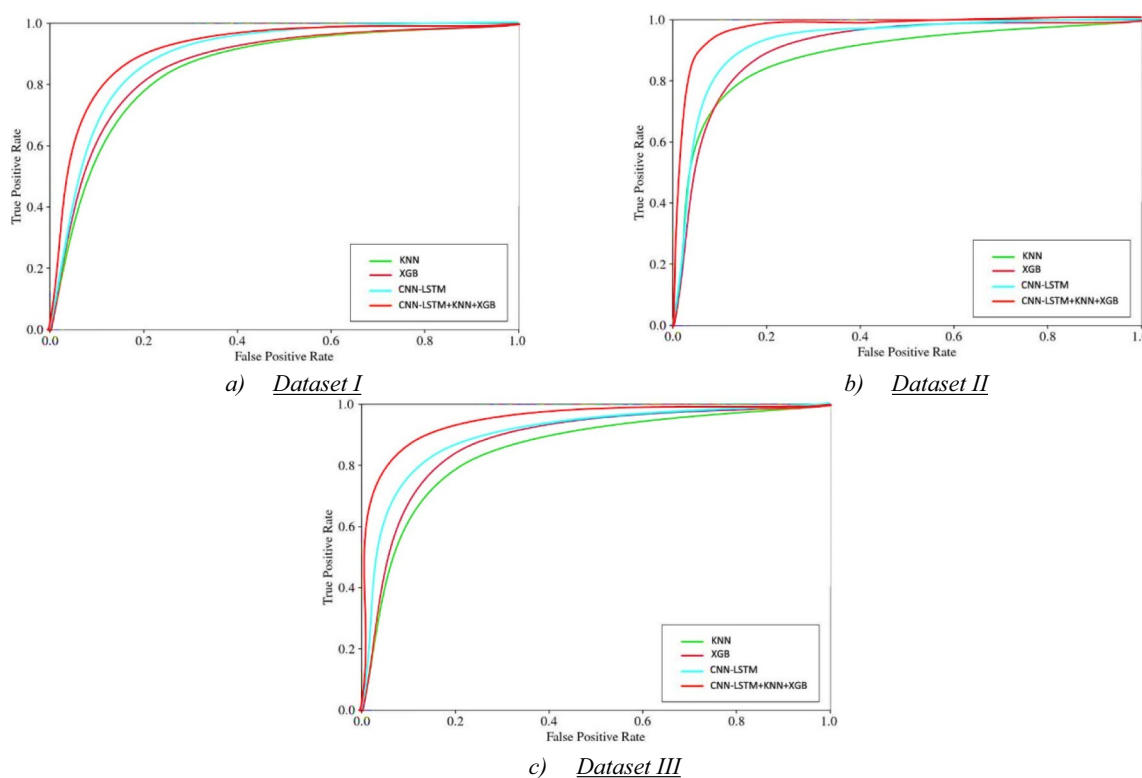 1.0
0.8
0.6
0.4
0.2
0.0
True Positive Rate
0.0 0.2 0.4 0.6 0.8 1.0
False Positive Rate
KNN
XGB
CNN-LSTM
CNN-LSTM+KNN+XGB
a) Dataset I
1.0
0.8
0.6
0.4
0.2
0.0
True Positive Rate
0.0 0.2 0.4 0.6 0.8 1.0
False Positive Rate
KNN
XGB
CNN-LSTM
CNN-LSTM+KNN+XGB
b) Dataset II
1.0
0.8
0.6
0.4
0.2
0.0
True Positive Rate
0.0 0.2 0.4 0.6 0.8 1.0
False Positive Rate
KNN
XGB
CNN-LSTM
CNN-LSTM+KNN+XGB
c) Dataset III